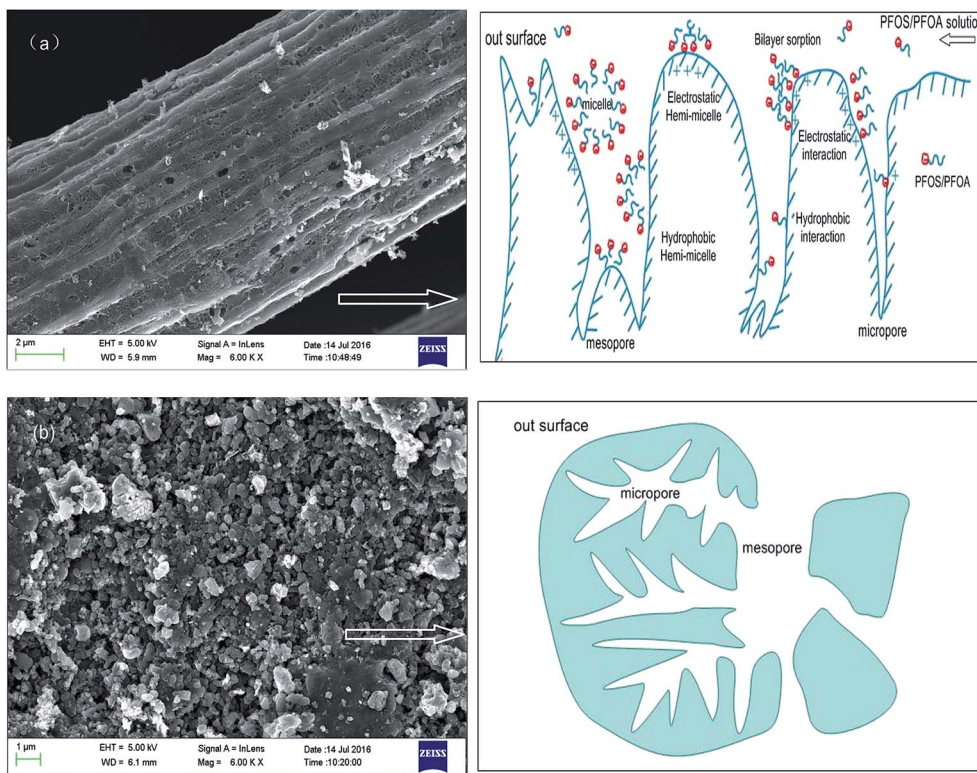 (a)
2 µm
EHT = 5.00 kV
Signal A = InLens
Date :14 Jul 2016
WD = 5.9 mm
Mag = 6.00 K X
Time :10:48:49
ZEISS
out surface
PFOS/PFOA solution
Bilayer sorption
micelle
Electrostatic
Hemi-micelle
Electrostatic
interaction
PFOS/PFOA
Hydrophobic
Hemi-micelle
Hydrophobic
interaction
mesopore
micropore
(b)
1 µm
EHT = 5.00 kV
Signal A = InLens
Date :14 Jul 2016
WD = 6.1 mm
Mag = 6.00 K X
Time :10:20:00
ZEISS
out surface
micropore
mesopore